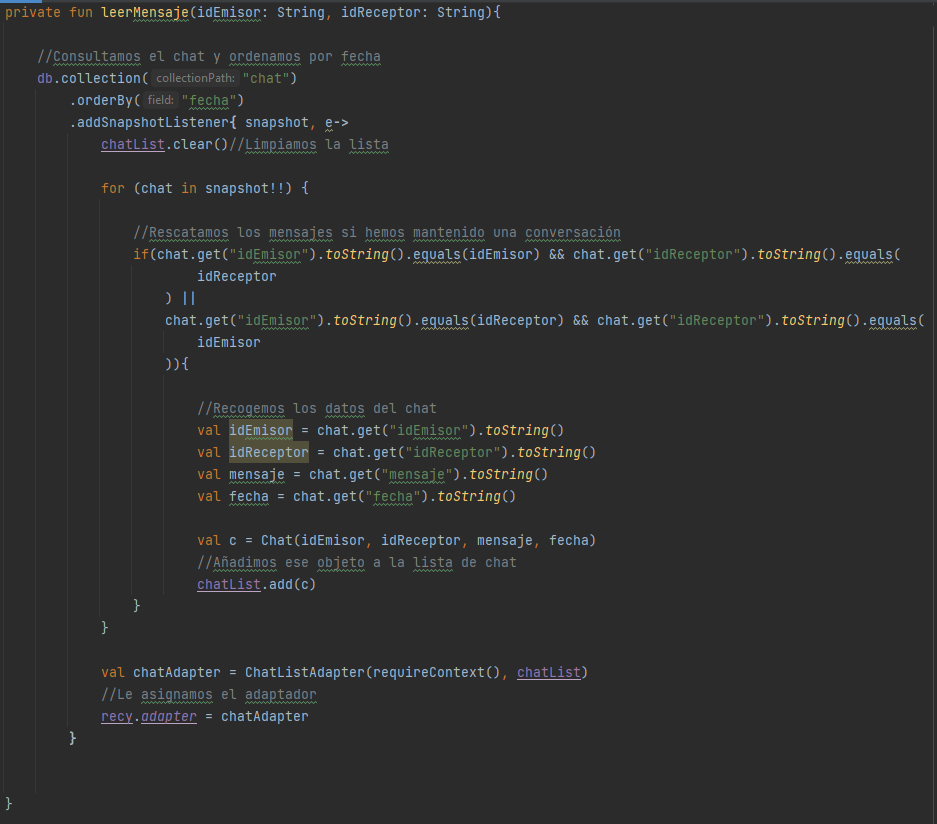 private fun leerMensaje(idEmisor: String, idReceptor: String){
//Consultamos el chat y ordenamos por fecha
db.collection( collectionPath: "chat")
.orderBy( field: "fecha")
.addSnapshotListener{ snapshot, e->
chatList.clear()//Limpiamos la lista
for (chat in snapshot!!) {
//Rescatamos los mensajes si hemos mantenido una conversación
if(chat.get("idEmisor").toString().equals(idEmisor) && chat.get("idReceptor").toString().equals(
idReceptor
) ||
chat.get("idEmisor").toString().equals(idReceptor) && chat.get("idReceptor").toString().equals(
idEmisor
)){
//Recogemos los datos del chat
val idEmisor = chat.get("idEmisor").toString()
val idReceptor = chat.get("idReceptor").toString()
val mensaje = chat.get("mensaje").toString()
val fecha = chat.get("fecha").toString()
val c = Chat(idEmisor, idReceptor, mensaje, fecha)
//Añadimos ese objeto a la lista de chat
chatList.add(c)
}
}
val chatAdapter = ChatListAdapter(requireContext(), chatList)
//Le asignamos el adaptador
recy.adapter = chatAdapter
}
}